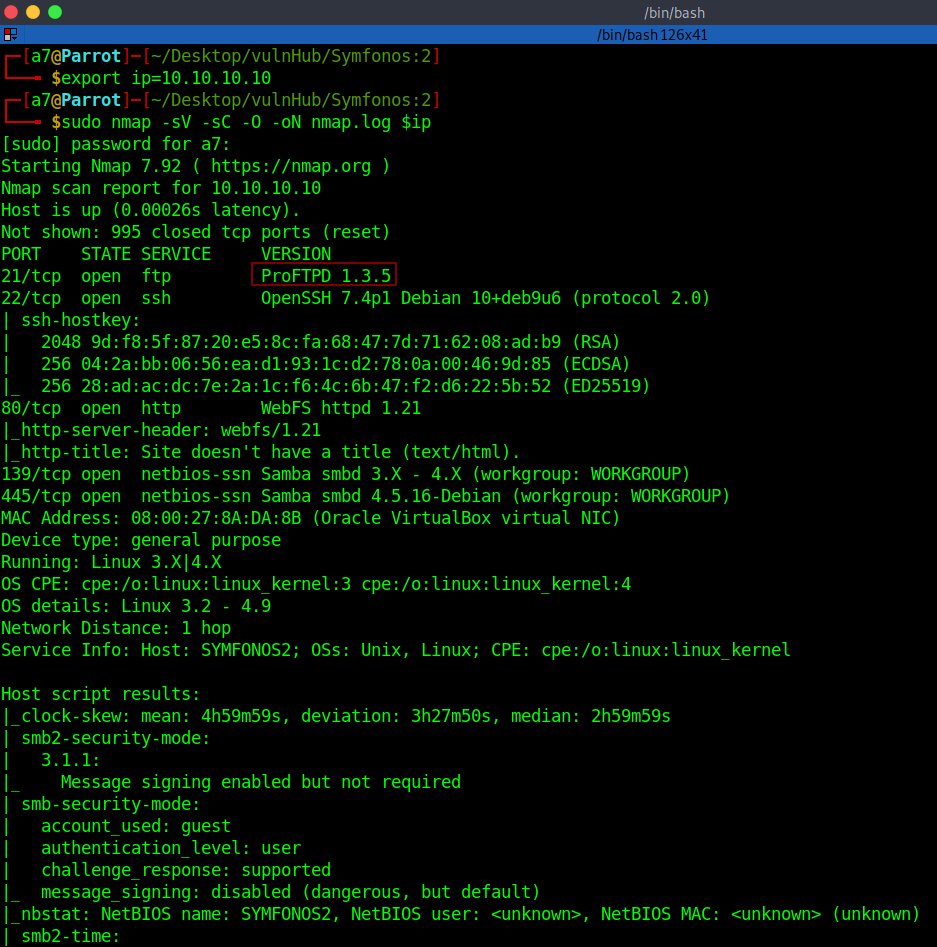 /bin/bash
/bin/bash 126x41
┌─[a7@Parrot]─[~/Desktop/vulnHub/Symfonos:2]
└──╼ $export ip=10.10.10.10
┌─[a7@Parrot]─[~/Desktop/vulnHub/Symfonos:2]
└──╼ $sudo nmap -sV -sC -O -oN nmap.log $ip
[sudo] password for a7:
Starting Nmap 7.92 ( https://nmap.org )
Nmap scan report for 10.10.10.10
Host is up (0.00026s latency).
Not shown: 995 closed tcp ports (reset)
PORT    STATE SERVICE     VERSION
21/tcp  open  ftp         ProFTPD 1.3.5
22/tcp  open  ssh         OpenSSH 7.4p1 Debian 10+deb9u6 (protocol 2.0)
| ssh-hostkey:
|   2048 9d:f8:5f:87:20:e5:8c:fa:68:47:7d:71:62:08:ad:b9 (RSA)
|   256 04:2a:bb:06:56:ea:d1:93:1c:d2:78:0a:00:46:9d:85 (ECDSA)
|_  256 28:ad:ac:dc:7e:2a:1c:f6:4c:6b:47:f2:d6:22:5b:52 (ED25519)
80/tcp  open  http        WebFS httpd 1.21
|_http-server-header: webfs/1.21
|_http-title: Site doesn't have a title (text/html).
139/tcp open  netbios-ssn Samba smbd 3.X - 4.X (workgroup: WORKGROUP)
445/tcp open  netbios-ssn Samba smbd 4.5.16-Debian (workgroup: WORKGROUP)
MAC Address: 08:00:27:8A:DA:8B (Oracle VirtualBox virtual NIC)
Device type: general purpose
Running: Linux 3.X|4.X
OS CPE: cpe:/o:linux:linux_kernel:3 cpe:/o:linux:linux_kernel:4
OS details: Linux 3.2 - 4.9
Network Distance: 1 hop
Service Info: Host: SYMFONOS2; OSs: Unix, Linux; CPE: cpe:/o:linux:linux_kernel

Host script results:
|_clock-skew: mean: 4h59m59s, deviation: 3h27m50s, median: 2h59m59s
| smb2-security-mode:
|   3.1.1:
|_    Message signing enabled but not required
| smb-security-mode:
|   account_used: guest
|   authentication_level: user
|   challenge_response: supported
|_  message_signing: disabled (dangerous, but default)
|_nbstat: NetBIOS name: SYMFONOS2, NetBIOS user: <unknown>, NetBIOS MAC: <unknown> (unknown)
| smb2-time: